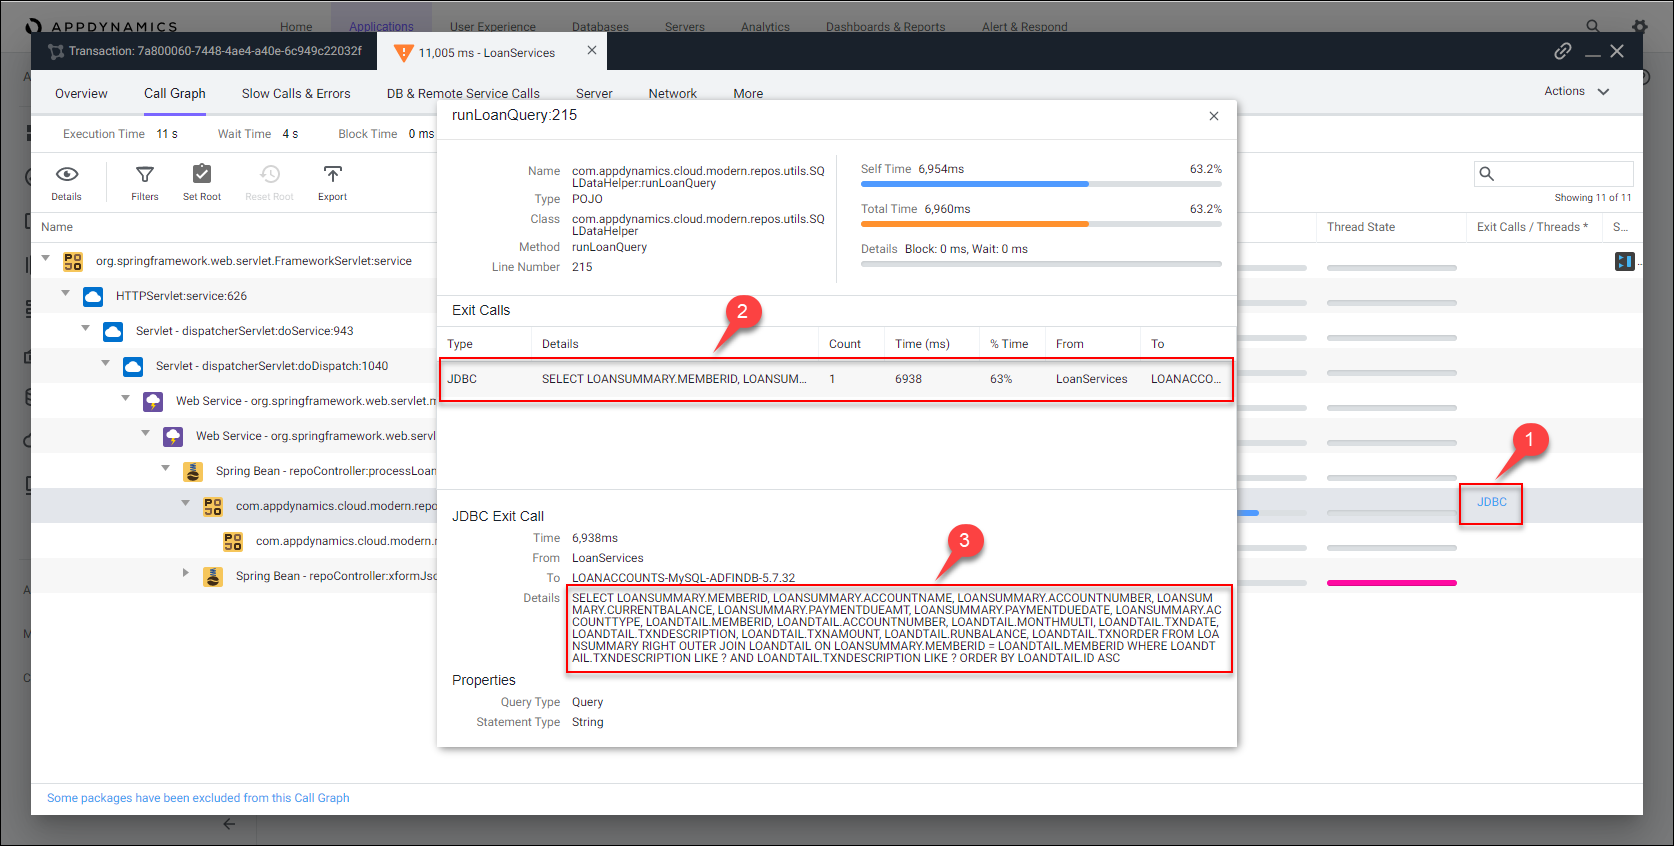 APPDYNAMICS
Home Applications User Experience Databases Servers Analytics Dashboards & Reports Alert & Respond
Transaction: 7a800060-7448-4ae4-a40e-6c949c22032f
11,005 ms - LoanServices
Overview Call Graph Slow Calls & Errors DB & Remote Service Calls Server Network More
Actions
Execution Time 11 s Wait Time 4 s Block Time 0 ms
Details Filters Set Root Reset Root Export
Showing 11 of 11
Name
Thread State Exit Calls / Threads * S...
org.springframework.web.servlet.FrameworkServlet:service
HTTPServlet:service:626
Servlet - dispatcherServlet:doService:943
Servlet - dispatcherServlet:doDispatch:1040
Web Service - org.springframework.web.servlet.m
Web Service - org.springframework.web.servl
Spring Bean - repoController:processLoan
com.appdynamics.cloud.modern.repo
com.appdynamics.cloud.modern.r
Spring Bean - repoController:xformJsc
1
JDBC
runLoanQuery:215
Name com.appdynamics.cloud.modern.repos.utils.SQ
LDataHelper:runLoanQuery
Type POJO
Class com.appdynamics.cloud.modern.repos.utils.SQ
LDataHelper
Method runLoanQuery
Line Number 215
Self Time 6,954ms 63.2%
Total Time 6,960ms 63.2%
Details Block: 0 ms, Wait: 0 ms
Exit Calls
2
Type Details Count Time (ms) % Time From To
JDBC SELECT LOANSUMMARY.MEMBERID, LOANSUM... 1 6938 63% LoanServices LOANACCO...
JDBC Exit Call
Time 6,938ms
From LoanServices
3
To LOANACCOUNTS-MySQL-ADFINDB-5.7.32
Details SELECT LOANSUMMARY.MEMBERID, LOANSUMMARY.ACCOUNTNAME, LOANSUMMARY.ACCOUNTNUMBER, LOANSUM
MARY.CURRENTBALANCE, LOANSUMMARY.PAYMENTDUEAMT, LOANSUMMARY.PAYMENTDUEDATE, LOANSUMMARY.AC
COUNTTYPE, LOANDTAIL.MEMBERID, LOANDTAIL.ACCOUNTNUMBER, LOANDTAIL.MONTHMULTI, LOANDTAIL.TXNDATE,
LOANDTAIL.TXNDESCRIPTION, LOANDTAIL.TXNAMOUNT, LOANDTAIL.RUNBALANCE, LOANDTAIL.TXNORDER FROM LOA
NSUMMARY RIGHT OUTER JOIN LOANDTAIL ON LOANSUMMARY.MEMBERID = LOANDTAIL.MEMBERID WHERE LOANDT
AIL.TXNDESCRIPTION LIKE ? AND LOANDTAIL.TXNDESCRIPTION LIKE ? ORDER BY LOANDTAIL.ID ASC
Properties
Query Type Query
Statement Type String
Some packages have been excluded from this Call Graph